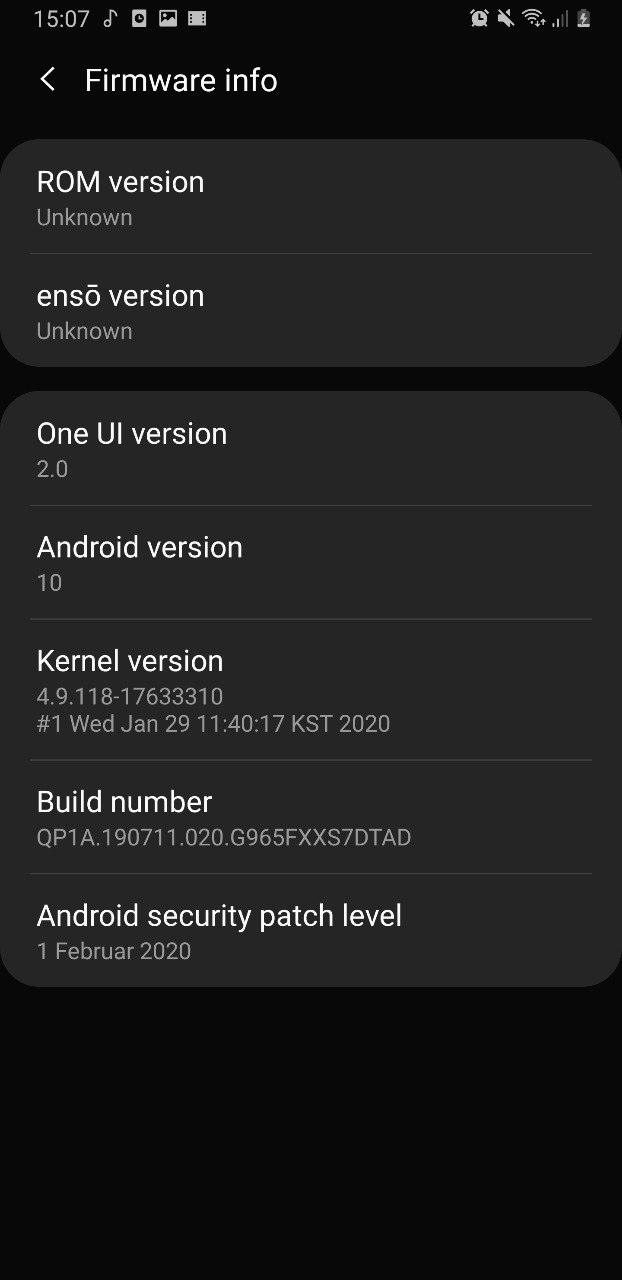 15:07
Firmware info
ROM version
Unknown
ensō version
Unknown
One UI version
2.0
Android version
10
Kernel version
4.9.118-17633310
#1 Wed Jan 29 11:40:17 KST 2020
Build number
QP1A.190711.020.G965FXXS7DTAD
Android security patch level
1 Februar 2020